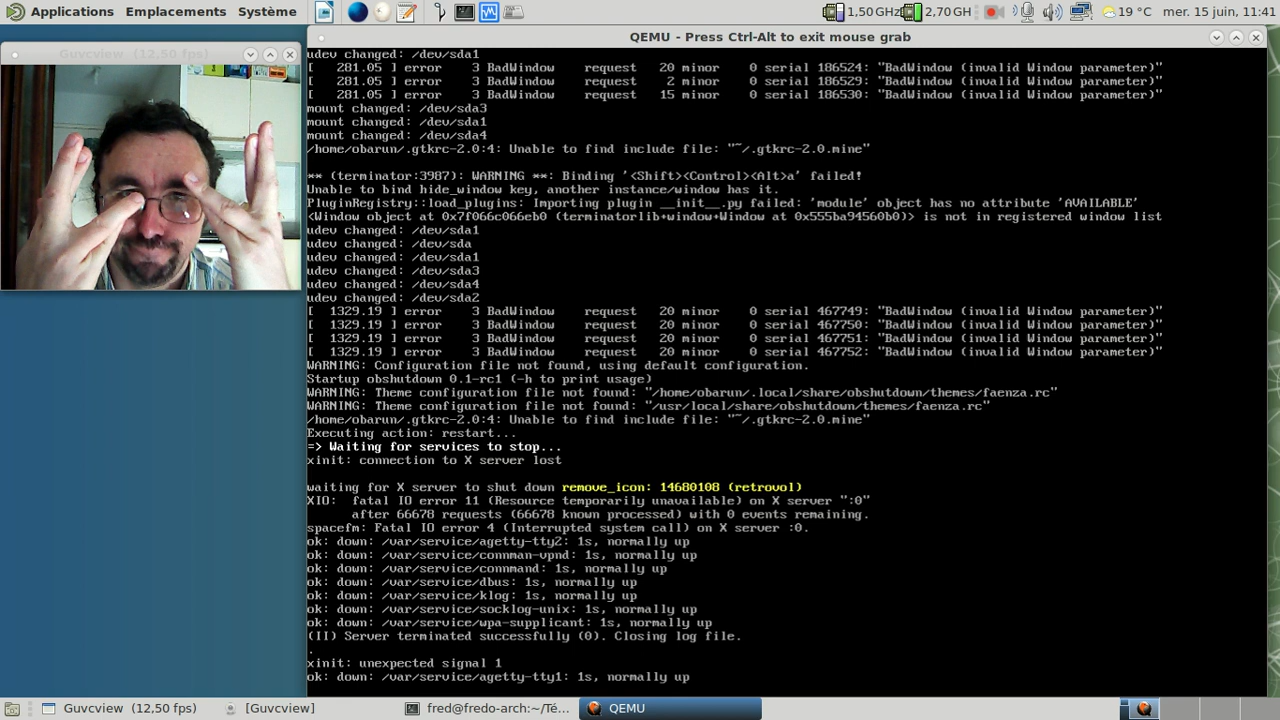 Applications Emplacements Système 1,50 GHz 2,70 GH 19 °C mer. 15 juin, 11:41
Guvcview (12,50 fps)
QEMU - Press Ctrl-Alt to exit mouse grab
udev changed: /dev/sda1
[ 281.05 ] error 3 BadWindow request 20 minor 0 serial 186524: "BadWindow (invalid Window parameter)"
[ 281.05 ] error 3 BadWindow request 2 minor 0 serial 186529: "BadWindow (invalid Window parameter)"
[ 281.05 ] error 3 BadWindow request 15 minor 0 serial 186530: "BadWindow (invalid Window parameter)"
mount changed: /dev/sda3
mount changed: /dev/sda1
mount changed: /dev/sda4
/home/obarun/.gtkrc-2.0:4: Unable to find include file: "~/.gtkrc-2.0.mine"
** (terminator:3987): WARNING **: Binding '<Shift><Control><Alt>a' failed!
Unable to bind hide_window key, another instance/window has it.
PluginRegistry::load_plugins: Importing plugin __init__.py failed: 'module' object has no attribute 'AVAILABLE'
<Window object at 0x7f066c066eb0 (terminatorlib+window+Window at 0x555ba94560b0)> is not in registered window list
udev changed: /dev/sda1
udev changed: /dev/sda
udev changed: /dev/sda1
udev changed: /dev/sda3
udev changed: /dev/sda4
udev changed: /dev/sda2
[ 1329.19 ] error 3 BadWindow request 20 minor 0 serial 467749: "BadWindow (invalid Window parameter)"
[ 1329.19 ] error 3 BadWindow request 20 minor 0 serial 467750: "BadWindow (invalid Window parameter)"
[ 1329.19 ] error 3 BadWindow request 20 minor 0 serial 467751: "BadWindow (invalid Window parameter)"
[ 1329.19 ] error 3 BadWindow request 20 minor 0 serial 467752: "BadWindow (invalid Window parameter)"
WARNING: Configuration file not found, using default configuration.
Startup obshutdown 0.1-rc1 (-h to print usage)
WARNING: Theme configuration file not found: "/home/obarun/.local/share/obshutdown/themes/faenza.rc"
WARNING: Theme configuration file not found: "/usr/local/share/obshutdown/themes/faenza.rc"
/home/obarun/.gtkrc-2.0:4: Unable to find include file: "~/.gtkrc-2.0.mine"
Executing action: restart...
=> Waiting for services to stop...
xinit: connection to X server lost
waiting for X server to shut down remove_icon: 14680108 (retrovol)
XIO: fatal IO error 11 (Resource temporarily unavailable) on X server ":0"
after 66678 requests (66678 known processed) with 0 events remaining.
spacefm: Fatal IO error 4 (Interrupted system call) on X server :0.
ok: down: /var/service/agetty-tty2: 1s, normally up
ok: down: /var/service/connman-vpnd: 1s, normally up
ok: down: /var/service/connmand: 1s, normally up
ok: down: /var/service/dbus: 1s, normally up
ok: down: /var/service/klog: 1s, normally up
ok: down: /var/service/socklog-unix: 1s, normally up
ok: down: /var/service/wpa-supplicant: 1s, normally up
(II) Server terminated successfully (0). Closing log file.
.
xinit: unexpected signal 1
ok: down: /var/service/agetty-tty1: 1s, normally up
Guvcview (12,50 fps) [Guvcview] fred@fredo-arch:~/Té... QEMU